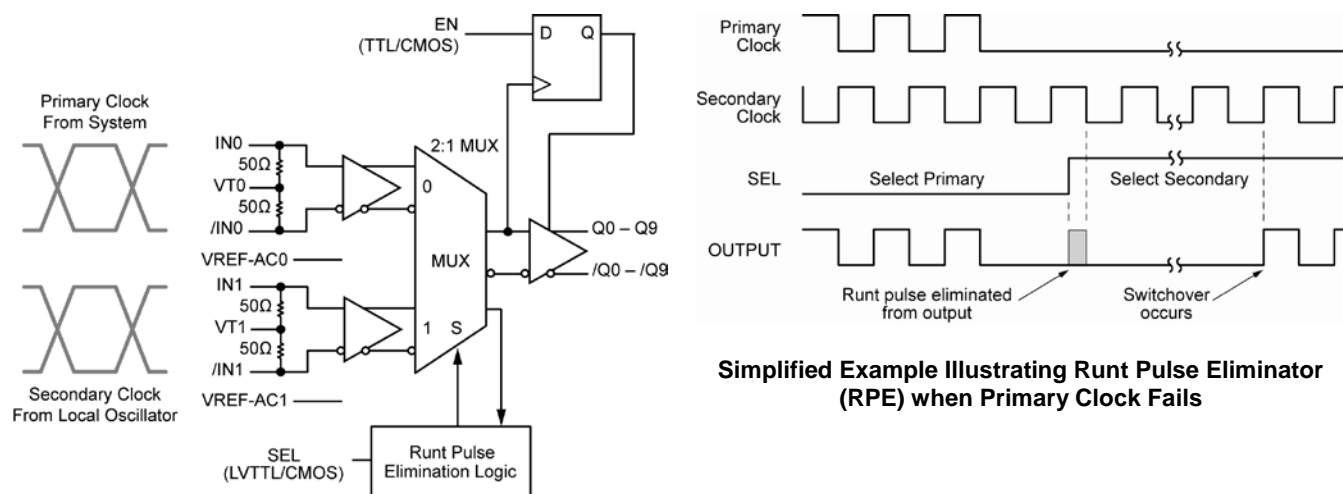 EN
(TTL/CMOS)
D Q
Primary Clock
From System
IN0
50Ω
VT0
50Ω
/IN0
VREF-AC0
IN1
50Ω
VT1
50Ω
/IN1
VREF-AC1
Secondary Clock
From Local Oscillator
2:1 MUX
0
MUX
1 S
Q0 – Q9
/Q0 – /Q9
SEL
(LVTTL/CMOS)
Runt Pulse
Elimination Logic
Primary
Clock
Secondary
Clock
SEL
Select Primary
Select Secondary
OUTPUT
Runt pulse eliminated
from output
Switchover
occurs
Simplified Example Illustrating Runt Pulse Eliminator
(RPE) when Primary Clock Fails